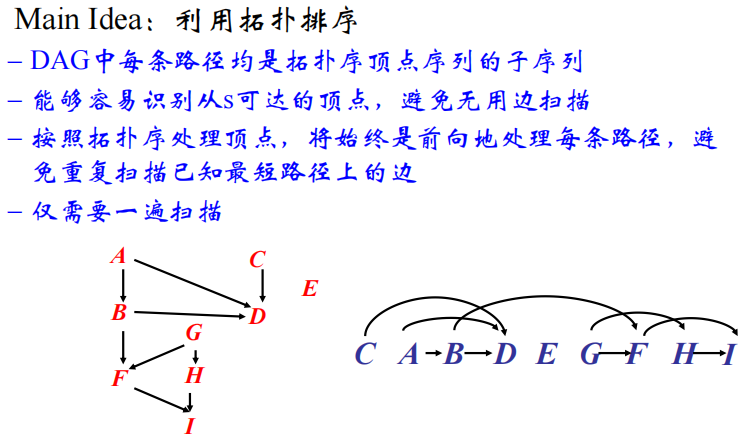 Main Idea：利用拓扑排序
– DAG中每条路径均是拓扑序顶点序列的子序列
– 能够容易识别从s可达的顶点，避免无用边扫描
– 按照拓扑序处理顶点，将始终是前向地处理每条路径，避
免重复扫描已知最短路径上的边
– 仅需要一遍扫描
A C
E
B D
G
F H
I
C A B D E G F H I